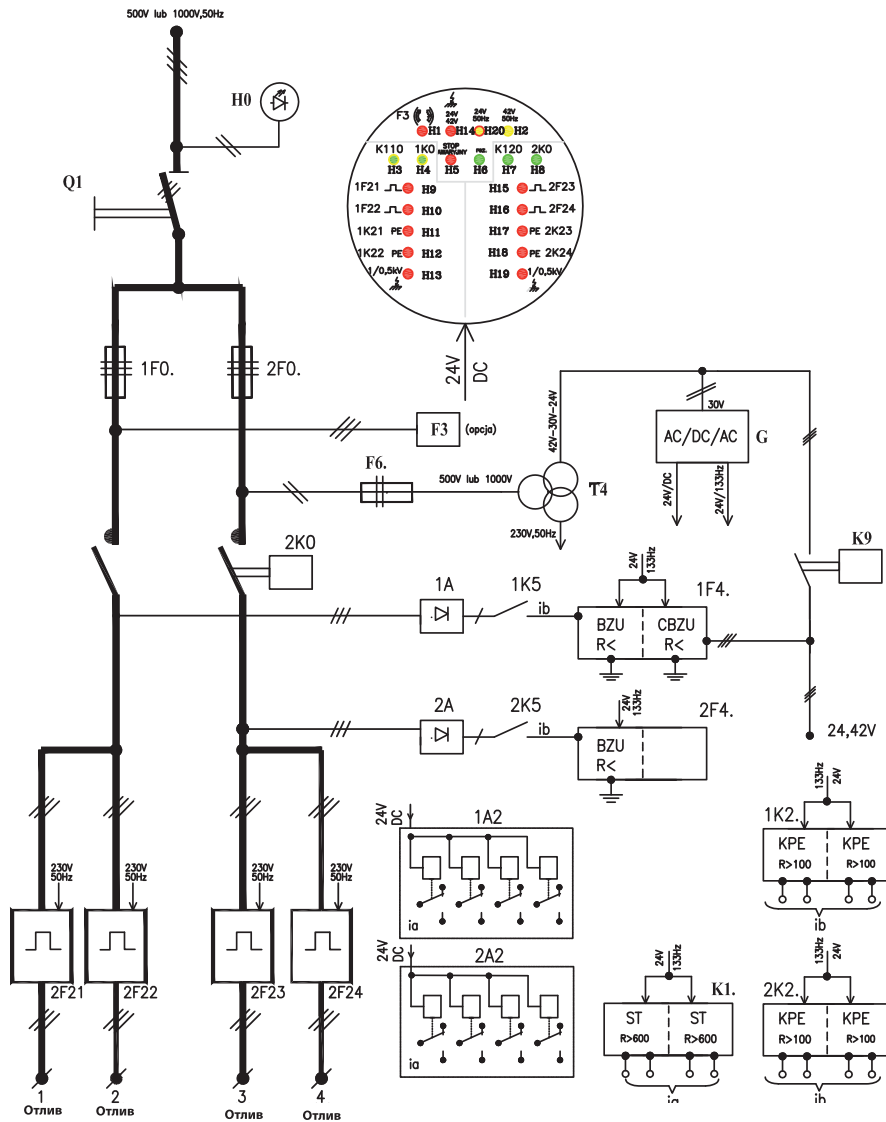 500V lub 1000V,50Hz
H0
Q1
F3
24V
42V
24V
50Hz
42V
50Hz
H1
H14
H20
H2
K110
1K0
STOP
AWARYJNY
K120
2K0
H3
H4
H5
H6
H7
H8
1F21
H9
H15
2F23
1F22
H10
H16
2F24
1K21
PE
H11
H17
PE
2K23
1K22
PE
H12
H18
PE
2K24
1/0,5kV
H13
H19
1/0,5kV
24V
DC
1F0.
2F0.
F3
(opcja)
F6.
500V lub 1000V
42V-30V-24V
T4
230V,50Hz
30V
AC/DC/AC
G
24V/DC
24V/133Hz
K9
2K0
1A
1K5
ib
24V
133Hz
1F4.
BZU
CBZU
R<
R<
2A
2K5
ib
24V
133Hz
2F4.
BZU
R<
24,42V
24V
DC
1A2
ia
24V
DC
2A2
ia
133Hz
24V
1K2.
KPE
KPE
R>100
R>100
ib
24V
133Hz
K1.
ST
ST
R>600
R>600
ia
133Hz
24V
2K2.
KPE
KPE
R>100
R>100
ib
230V
50Hz
230V
50Hz
230V
50Hz
230V
50Hz
2F21
2F22
2F23
2F24
1
2
3
4
Отлив
Отлив
Отлив
Отлив